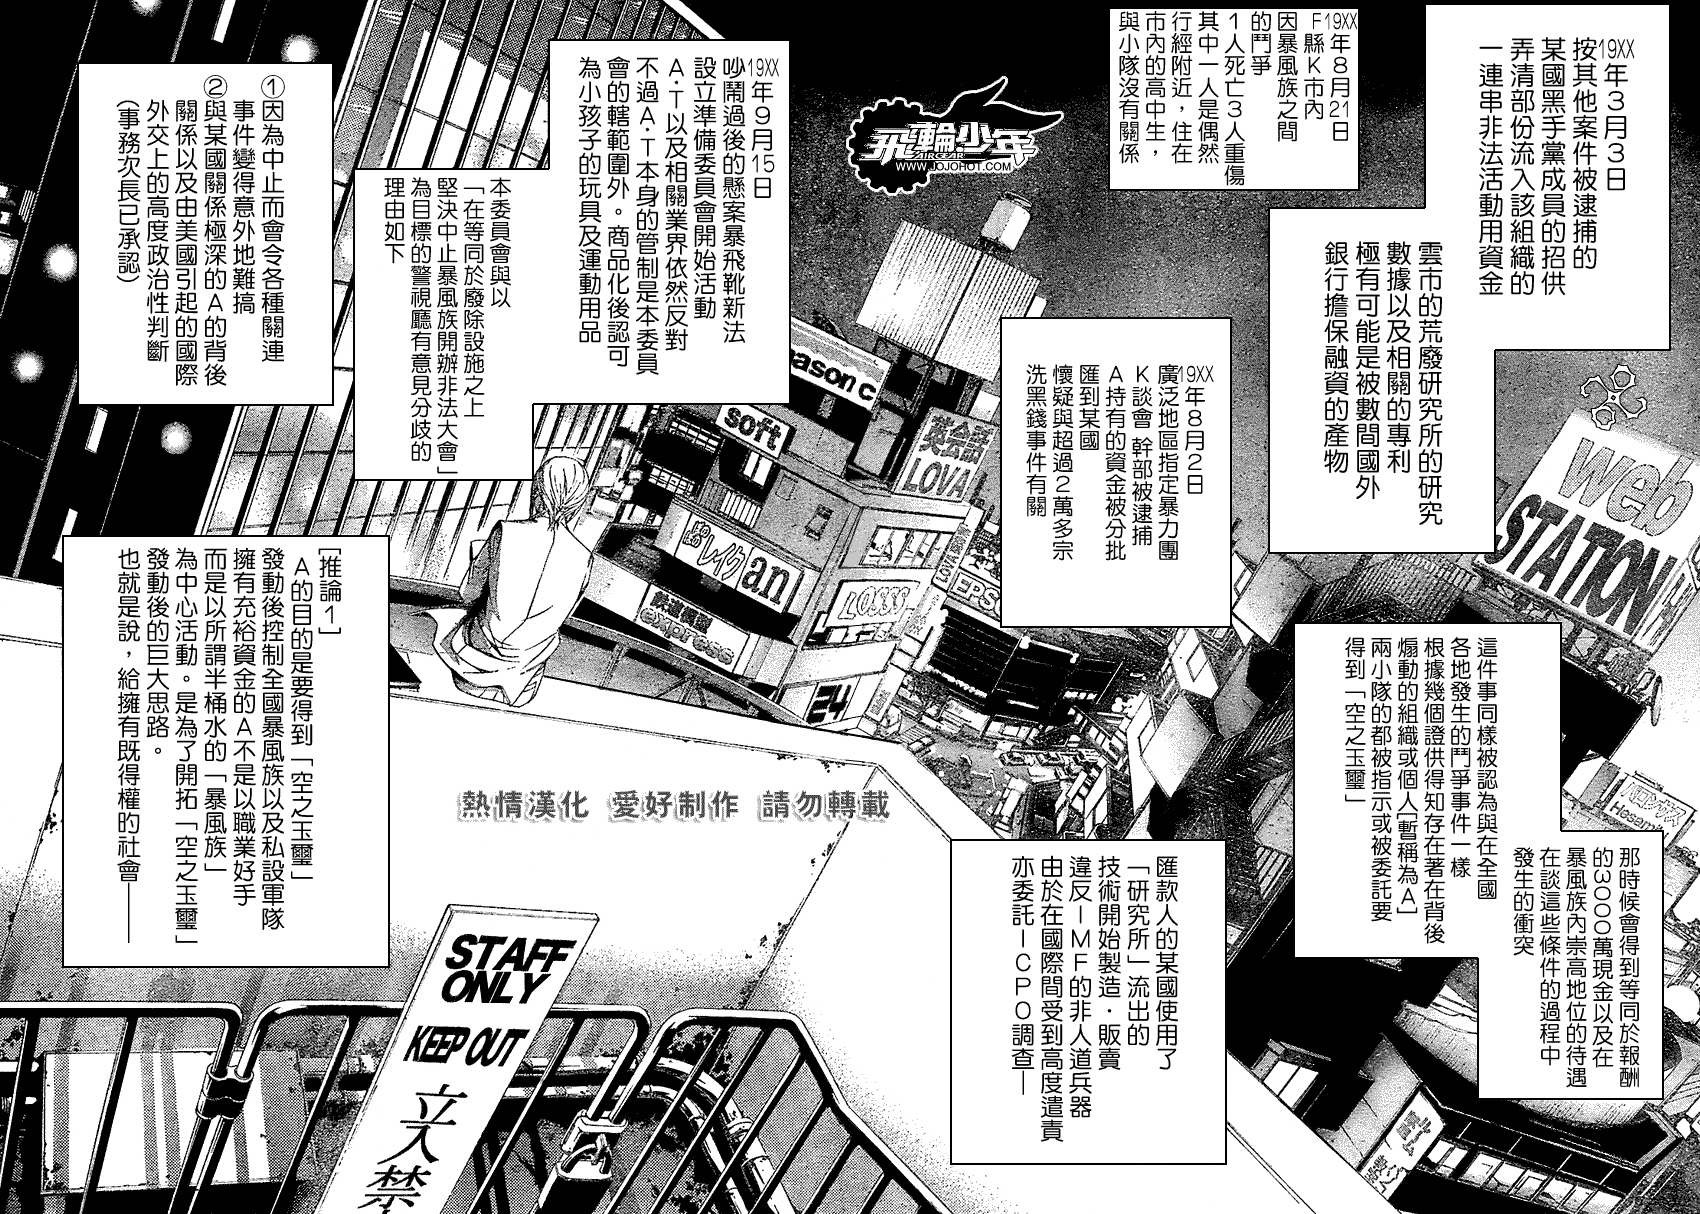 19XX年3月3日
按其他案件被逮捕的
某國黑手黨成員的招供
弄清部份流入該組織的
一連串非法活動用資金
雲市的荒廢研究所的研究
數據以及相關的專利
極有可能是被數間國外
銀行擔保融資的產物
19XX年8月21日
F縣K市內
因暴風族之間
的鬥爭
1人死亡3人重傷
其中一人是偶然
行經附近，住在
市內的高中生，
與小隊沒有關係
這件事同樣被認為與在全國
各地發生的鬥爭事件一樣
根據幾個證供得知存在著在背後
煽動的組織或個人[暫稱為A]
兩小隊的都被指示或被委託要
得到「空之玉璽」
那時候會得到等同於報酬
的3000萬現金以及在
暴風族內崇高地位的待遇
在談這些條件的過程中
發生的衝突
19XX年8月2日
廣泛地區指定暴力團
K談會 幹部被逮捕
A持有的資金被分批
匯到某國
懷疑與超過2萬多宗
洗黑錢事件有關
匯款人的某國使用了
「研究所」流出的
技術開始製造．販賣
違反IMF的非人道兵器
由於在國際間受到高度遣責
亦委託ICPO調查—
19XX年9月15日
吵鬧過後的懸案暴飛靴新法
設立準備委員會開始活動
A·T以及相關業界依然反對
不過A·T本身的管制是本委員
會的轄範圍外。商品化後認可
為小孩子的玩具及運動用品
本委員會與以
「在等同於廢除設施之上
堅決中止暴風族開辦非法大會」
為目標的警視廳有意見分歧的
理由如下
①因為中止而會令各種關連
事件變得意外地難搞
②與某國關係極深的A的背後
關係以及由美國引起的國際
外交上的高度政治性判斷
(事務次長已承認)
[推論1]
A的目的是要得到「空之玉璽」
發動後控制全國暴風族以及私設軍隊
擁有充裕資金的A不是以職業好手
而是以所謂半桶水的「暴風族」
為中心活動。是為了開拓「空之玉璽」
發動後的巨大思路。
也就是說，給擁有既得權的社會——
飛輪少年
AIRGEAR
WWW.JOJOHOT.COM
eason c
soft
英会話
LOVA
レイク
an
LOSSS
鉄道模型
express
LOVA
EPS
24
web
STATION
Hesem
熱情漢化 愛好制作 請勿轉載
STAFF
ONLY
KEEP OUT
立入禁